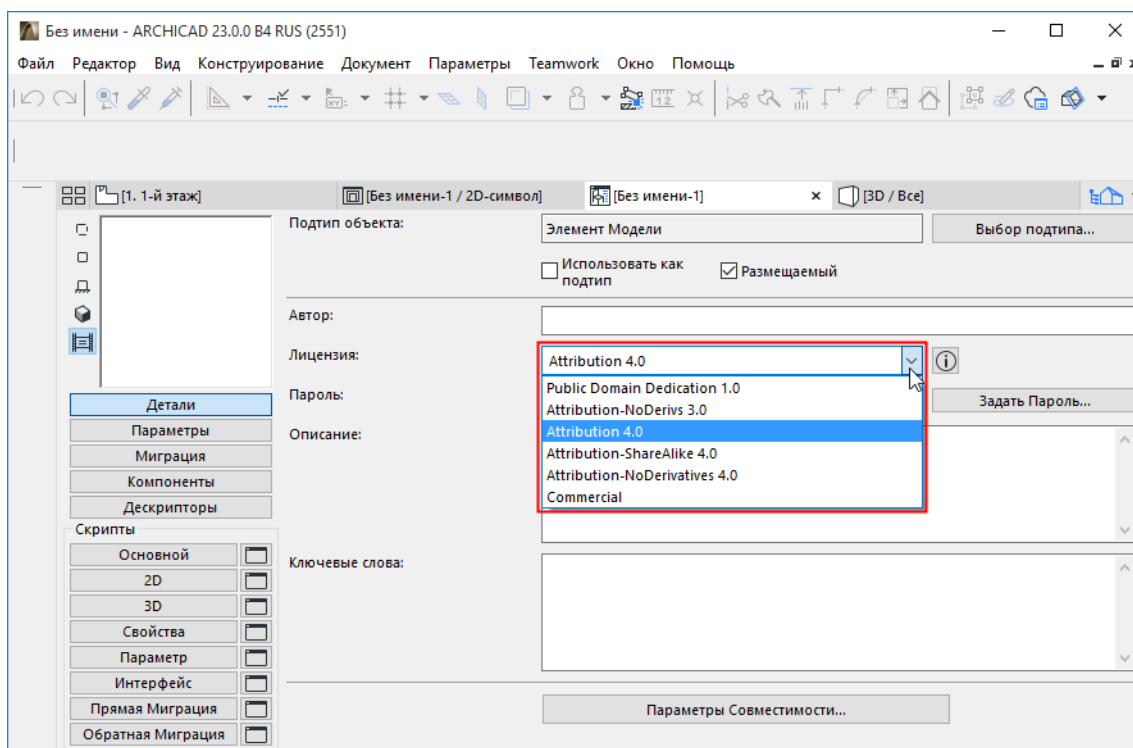 Без имени - ARCHICAD 23.0.0 B4 RUS (2551)
Файл Редактор Вид Конструирование Документ Параметры Teamwork Окно Помощь
[1. 1-й этаж] [Без имени-1 / 2D-символ] [Без имени-1] [3D / Все]
Подтип объекта: Элемент Модели Выбор подтипа...
Использовать как подтип Размещаемый
Автор:
Лицензия: Attribution 4.0
Public Domain Dedication 1.0
Пароль: Задать Пароль...
Attribution-NoDerivs 3.0
Описание: Attribution 4.0
Attribution-ShareAlike 4.0
Attribution-NoDerivatives 4.0
Commercial
Ключевые слова:
Детали
Параметры
Миграция
Компоненты
Дескрипторы
Скрипты
Основной
2D
3D
Свойства
Параметр
Интерфейс
Прямая Миграция
Обратная Миграция
Параметры Совместимости...